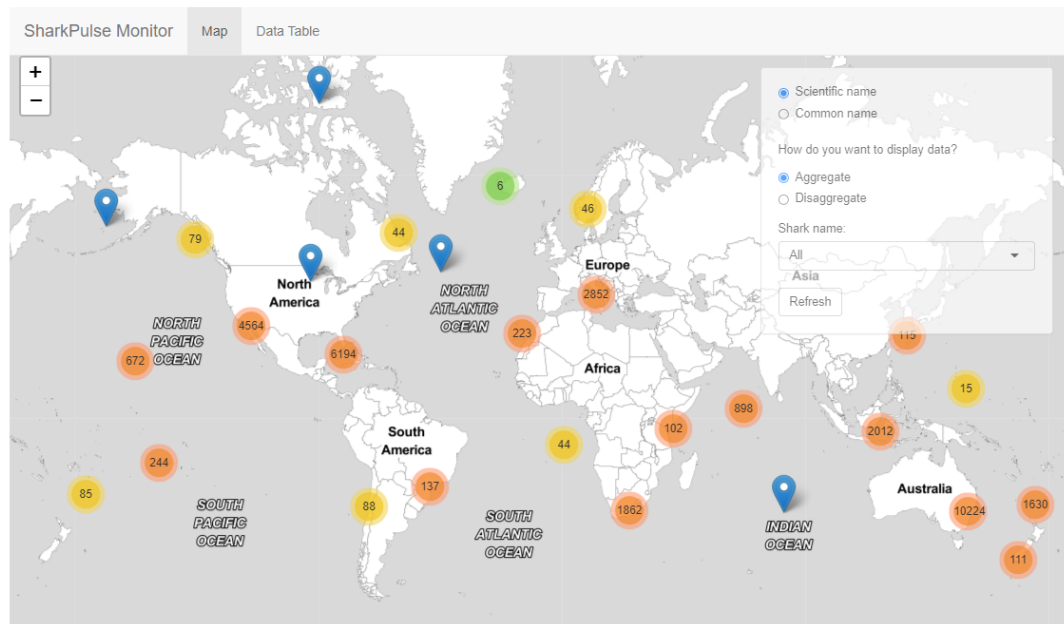 SharkPulse Monitor
Map
Data Table
+
−
Scientific name
Common name
How do you want to display data?
Aggregate
Disaggregate
Shark name:
All
Asia
Refresh
6
46
79
44
Europe
North
America
2852
NORTH
ATLANTIC
OCEAN
NORTH
PACIFIC
OCEAN
4564
223
6194
115
672
Africa
15
898
102
South
America
2012
44
244
137
85
88
Australia
SOUTH
PACIFIC
OCEAN
SOUTH
ATLANTIC
OCEAN
1862
INDIAN
OCEAN
10224
1630
111